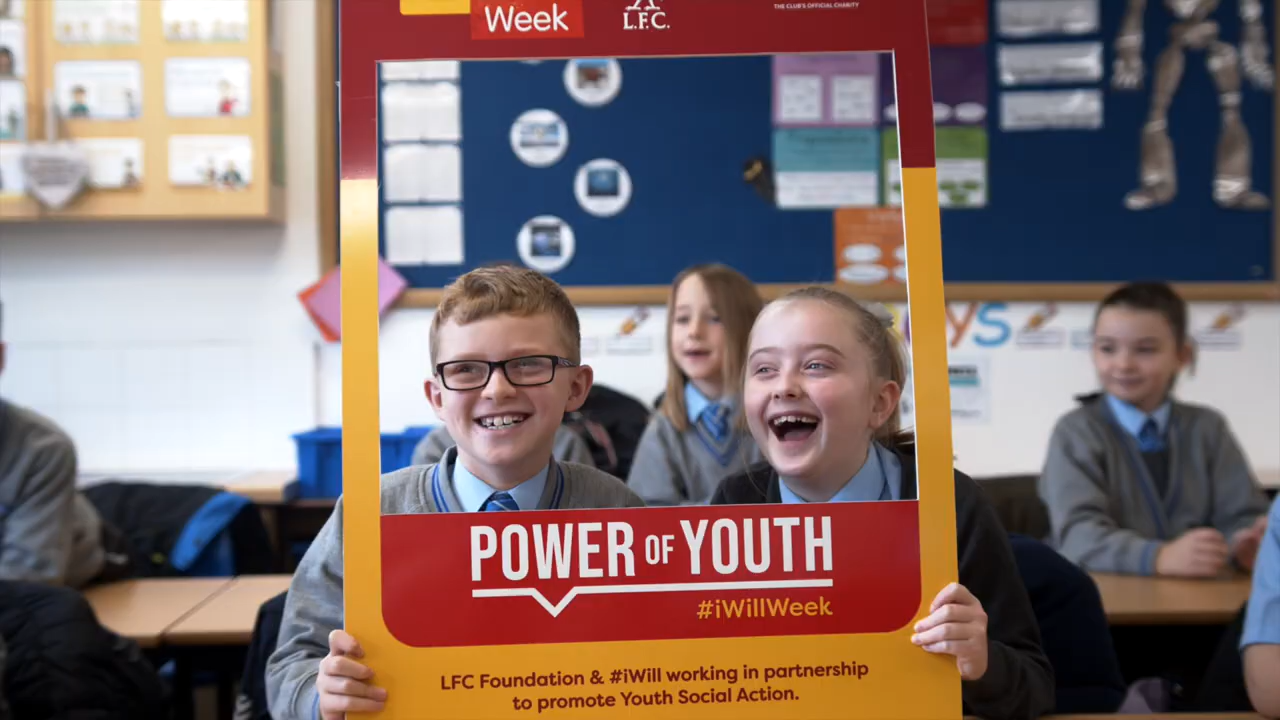 Week
L.F.C.
THE CLUB'S OFFICIAL CHARITY
ys
POWER OF YOUTH
#iWillWeek
LFC Foundation & #iWill working in partnership
to promote Youth Social Action.